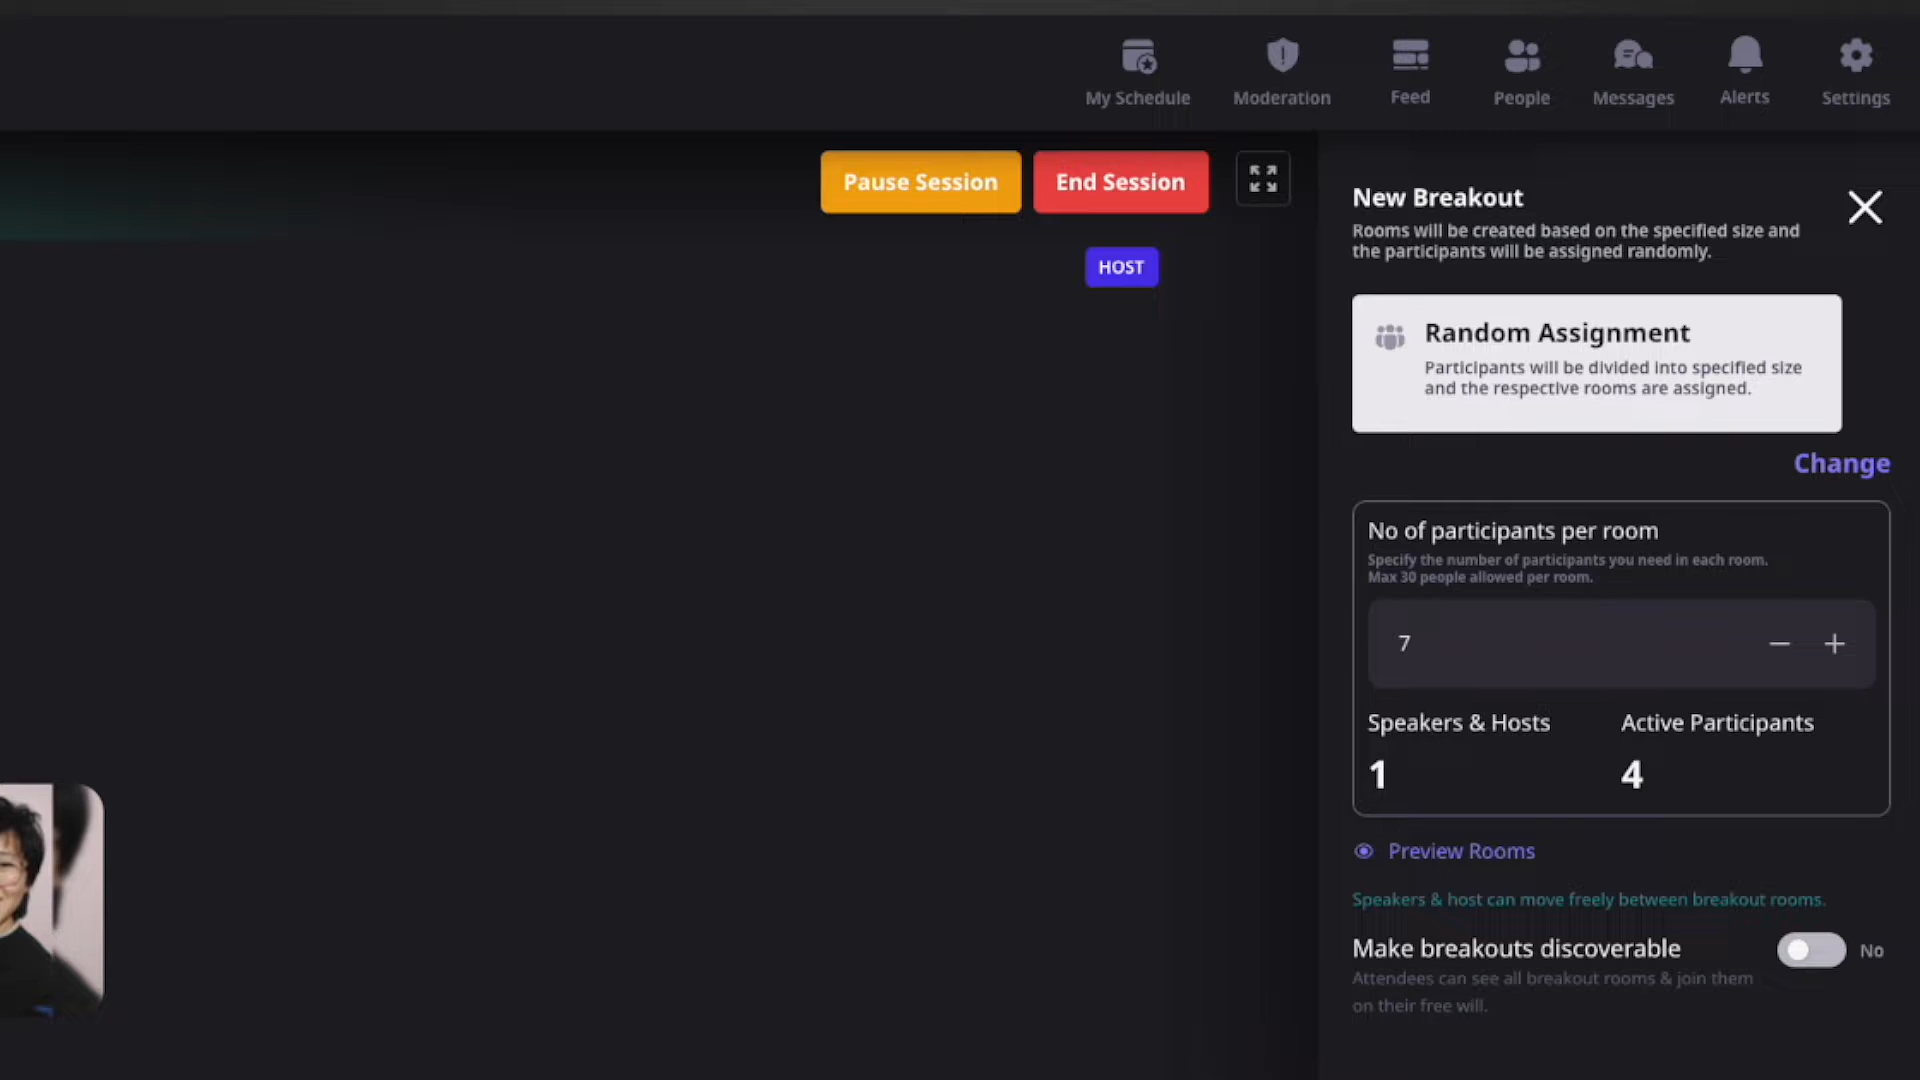 My Schedule
Moderation
Feed
People
Messages
Alerts
Settings
Pause Session
End Session
HOST
New Breakout
Rooms will be created based on the specified size and
the participants will be assigned randomly.
Random Assignment
Participants will be divided into specified size
and the respective rooms are assigned.
Change
No of participants per room
Specify the number of participants you need in each room.
Max 30 people allowed per room.
7
Speakers & Hosts
Active Participants
1
4
Preview Rooms
Speakers & host can move freely between breakout rooms.
Make breakouts discoverable
No
Attendees can see all breakout rooms & join them
on their free will.